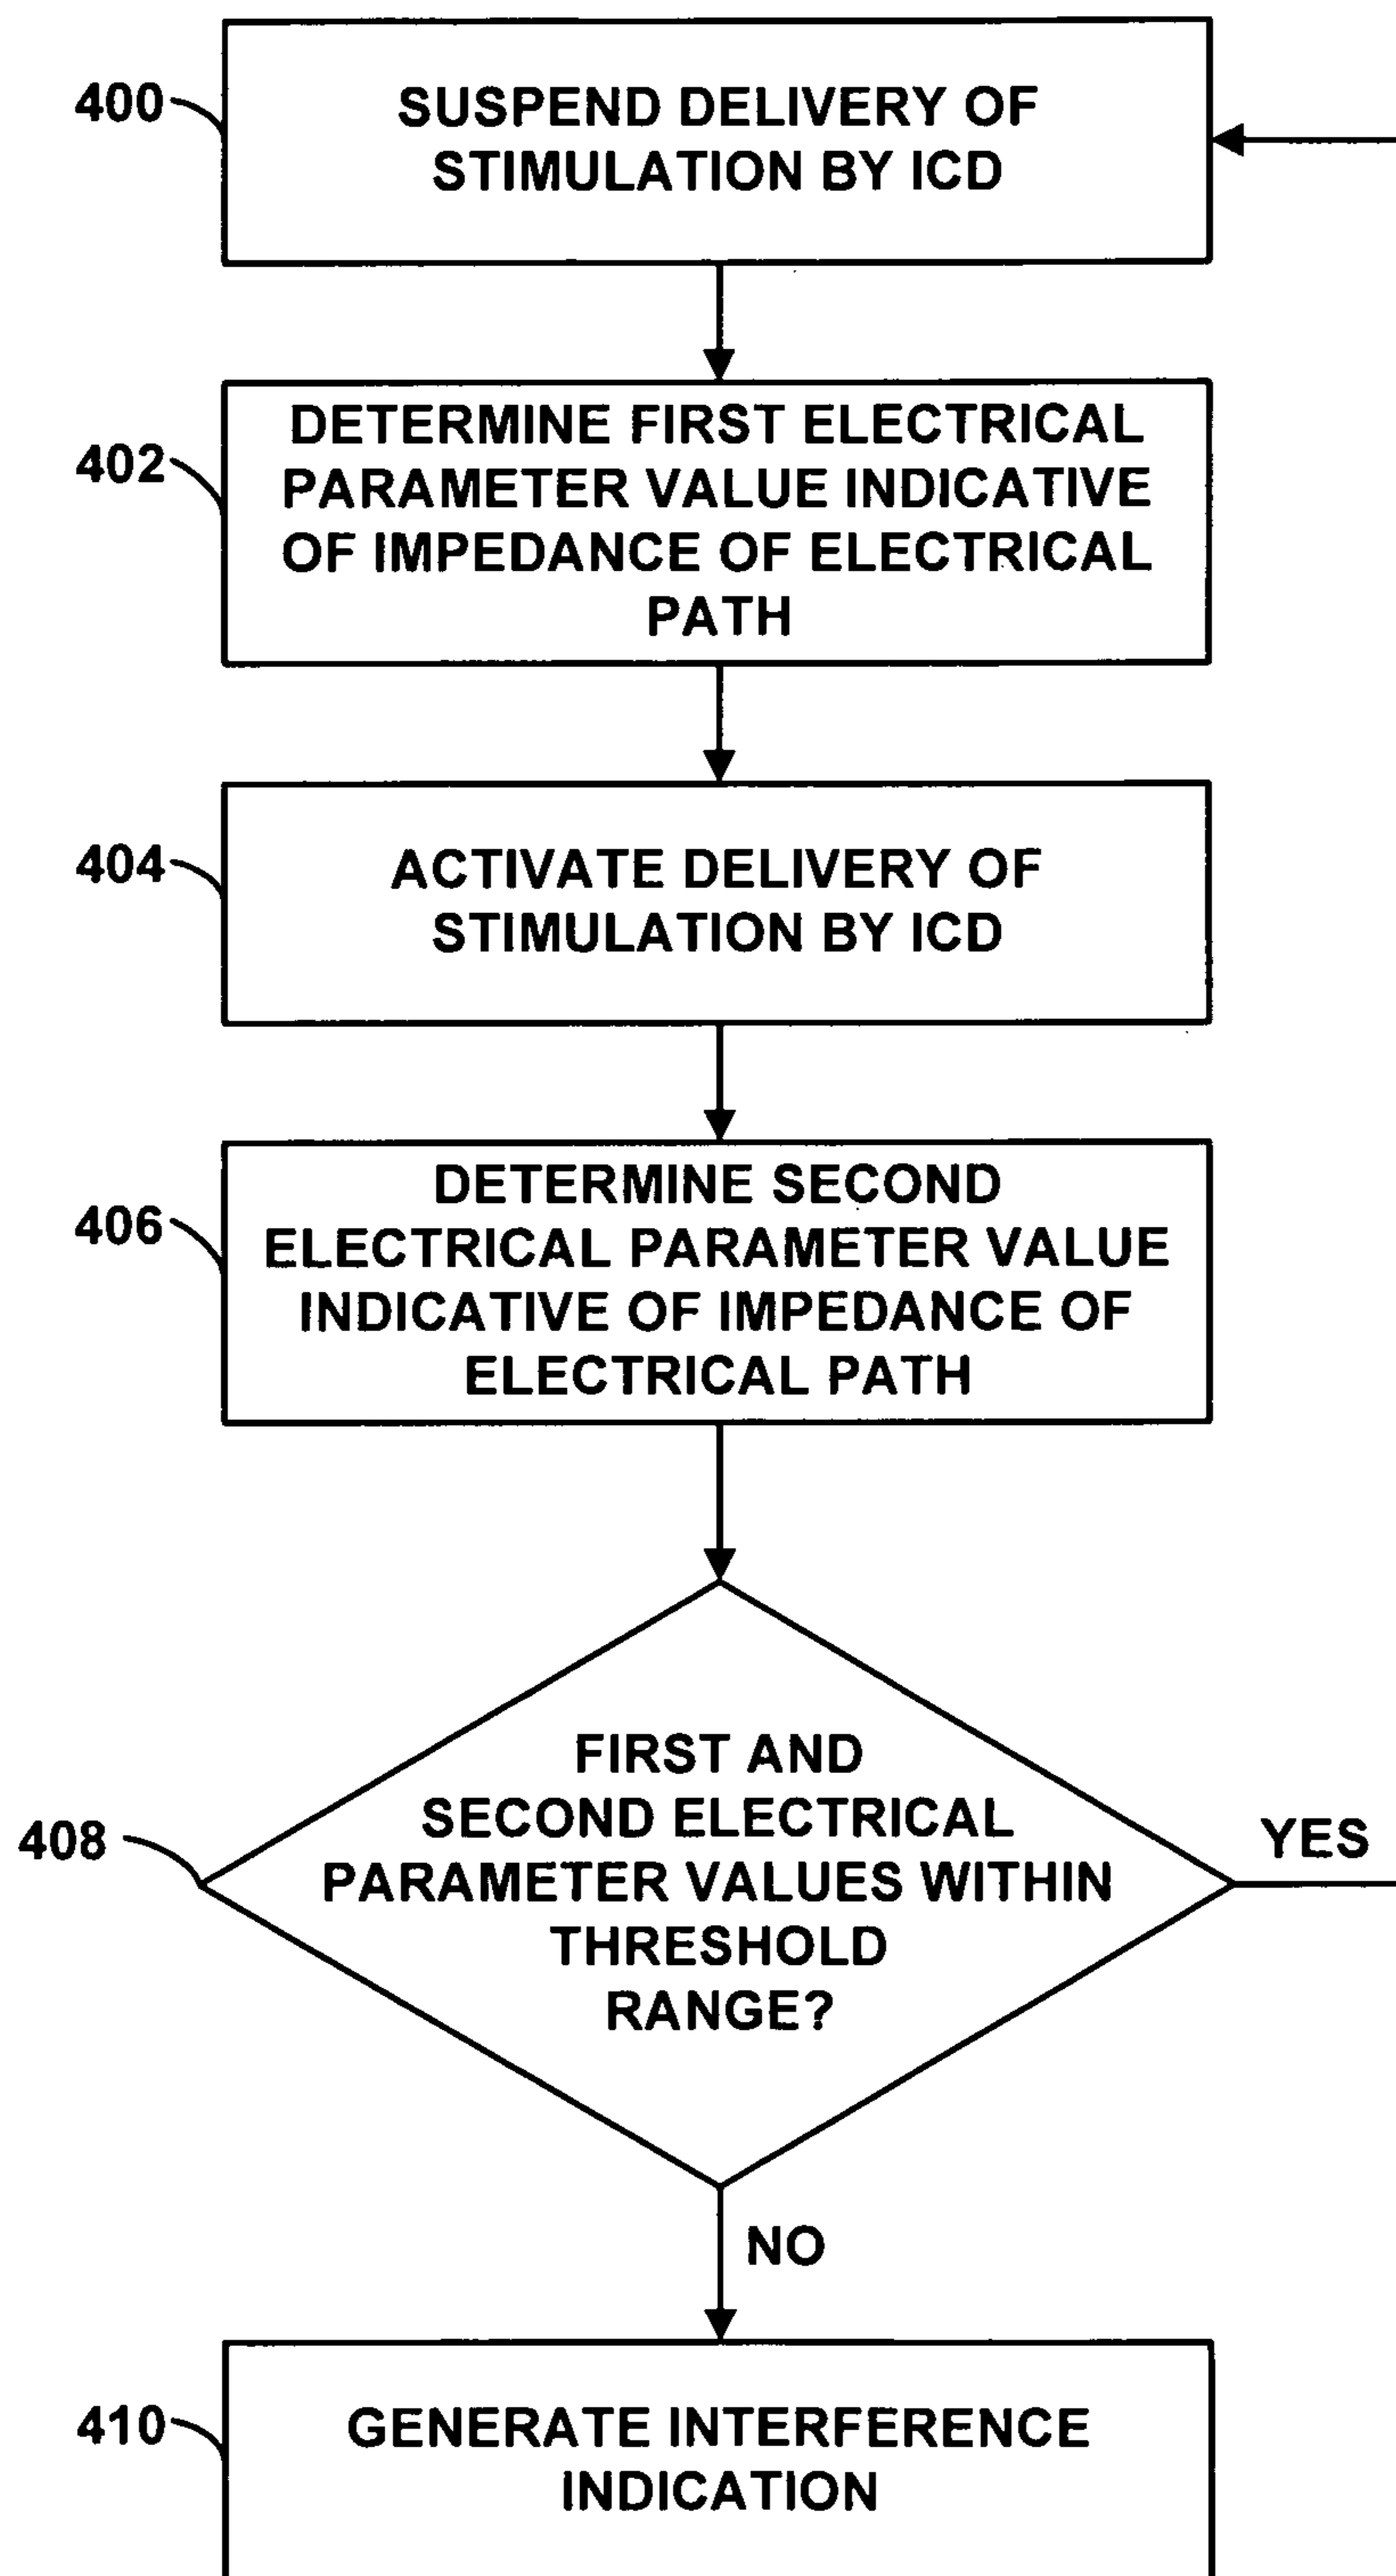 400
SUSPEND DELIVERY OF
STIMULATION BY ICD
402
DETERMINE FIRST ELECTRICAL
PARAMETER VALUE INDICATIVE
OF IMPEDANCE OF ELECTRICAL
PATH
404
ACTIVATE DELIVERY OF
STIMULATION BY ICD
406
DETERMINE SECOND
ELECTRICAL PARAMETER VALUE
INDICATIVE OF IMPEDANCE OF
ELECTRICAL PATH
408
FIRST AND
SECOND ELECTRICAL
PARAMETER VALUES WITHIN
THRESHOLD
RANGE?
YES
NO
410
GENERATE INTERFERENCE
INDICATION